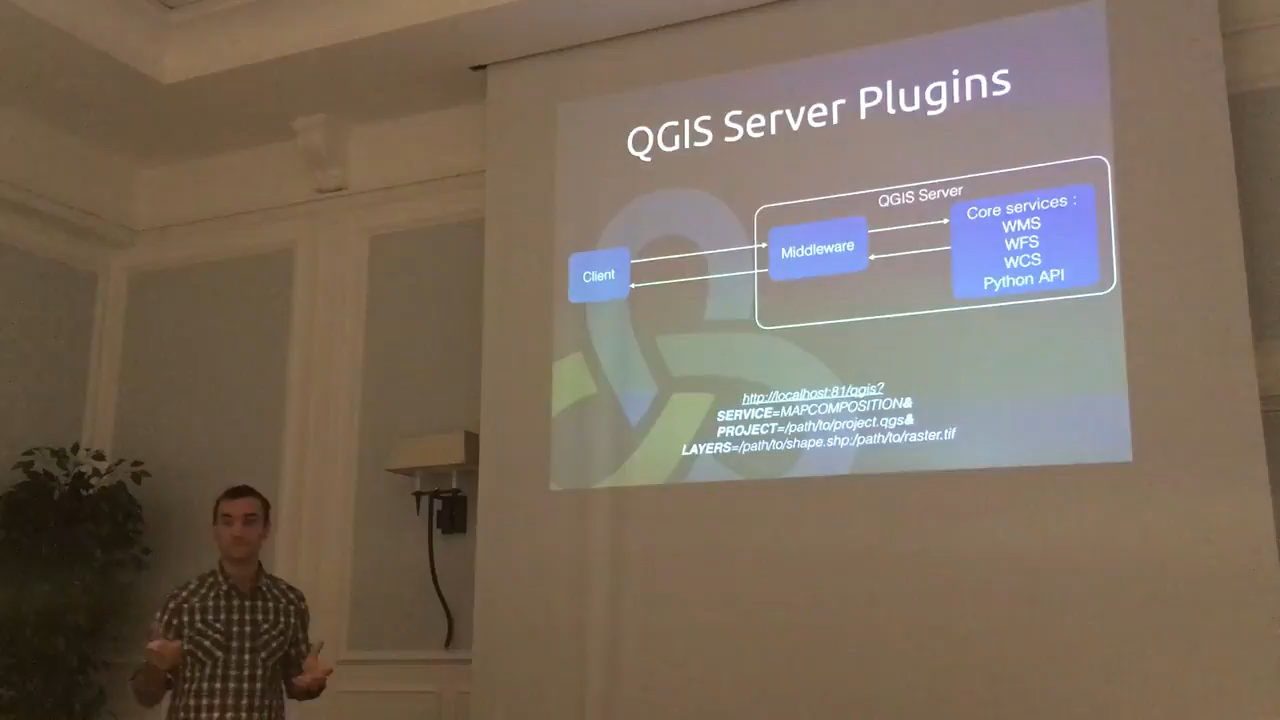 QGIS Server Plugins
QGIS Server
Client
Middleware
Core services :
WMS
WFS
WCS
Python API
http://localhost:81/qgis?
SERVICE=MAPCOMPOSITION&
PROJECT=/path/to/project.qgs&
LAYERS=/path/to/shape.shp:/path/to/raster.tif